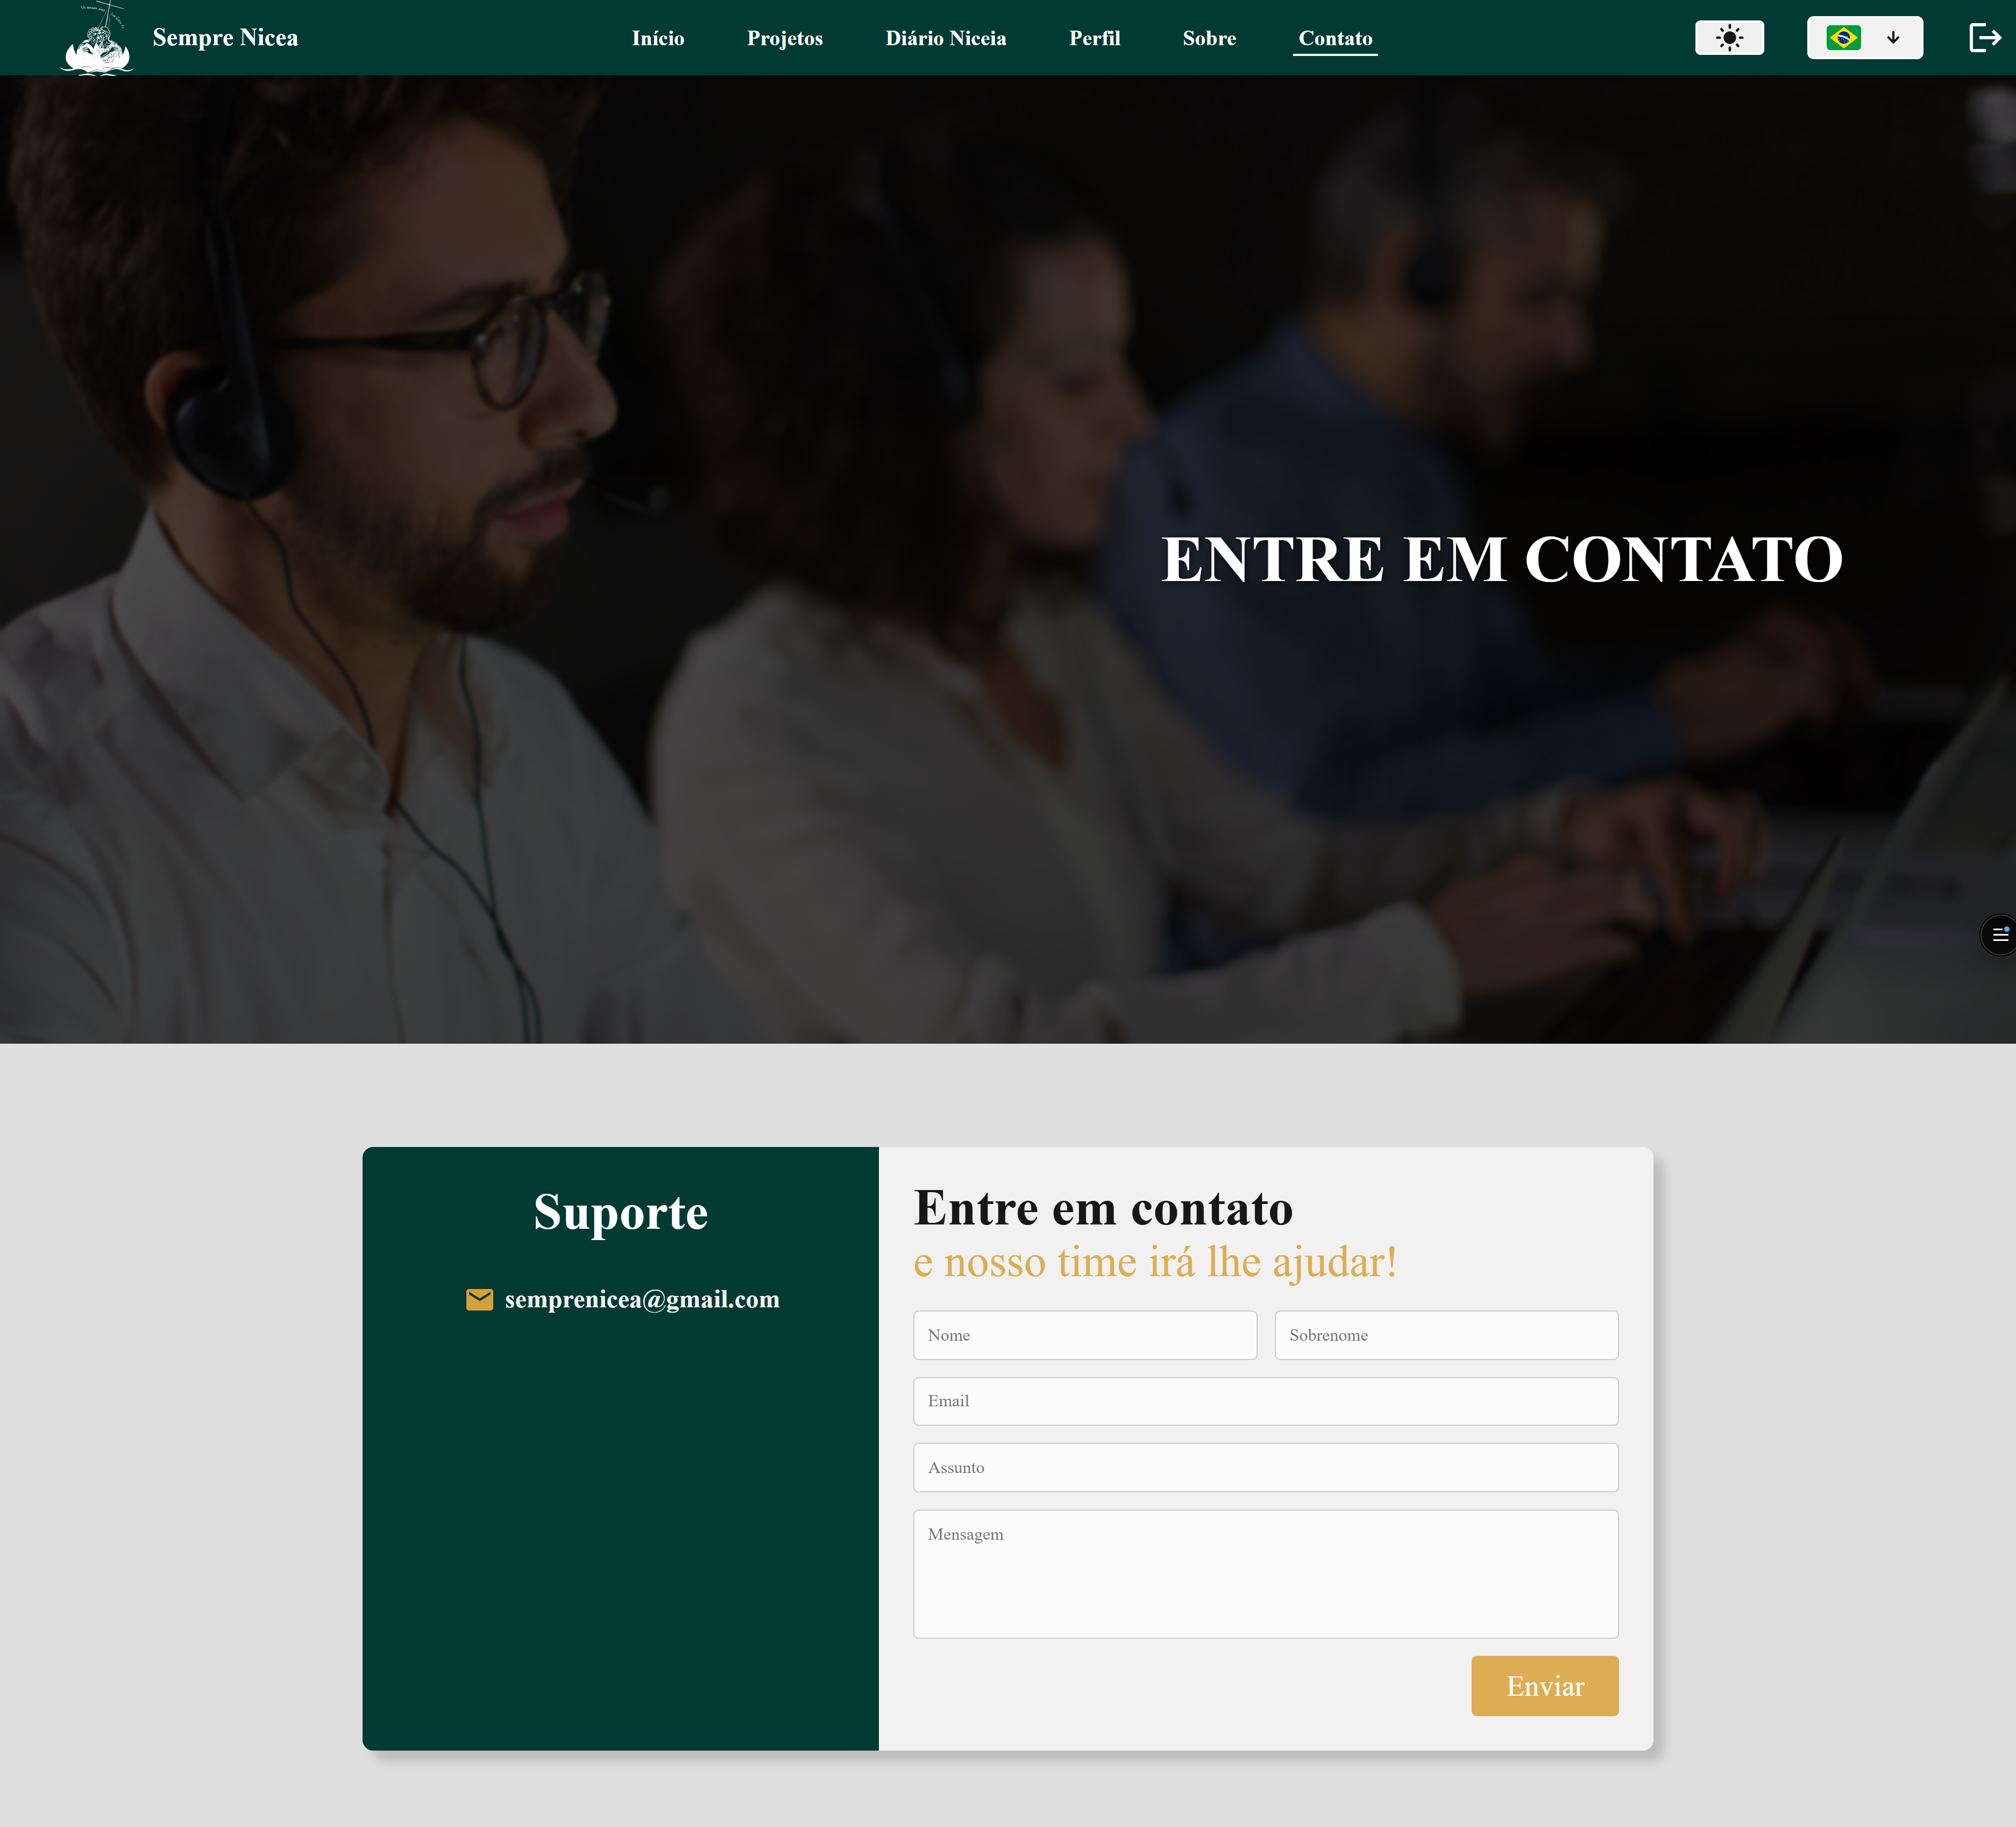 Sempre Nicea
Início
Projetos
Diário Niceia
Perfil
Sobre
Contato
ENTRE EM CONTATO
Suporte
semprenicea@gmail.com
Entre em contato
e nosso time irá lhe ajudar!
Nome
Sobrenome
Email
Assunto
Mensagem
Enviar